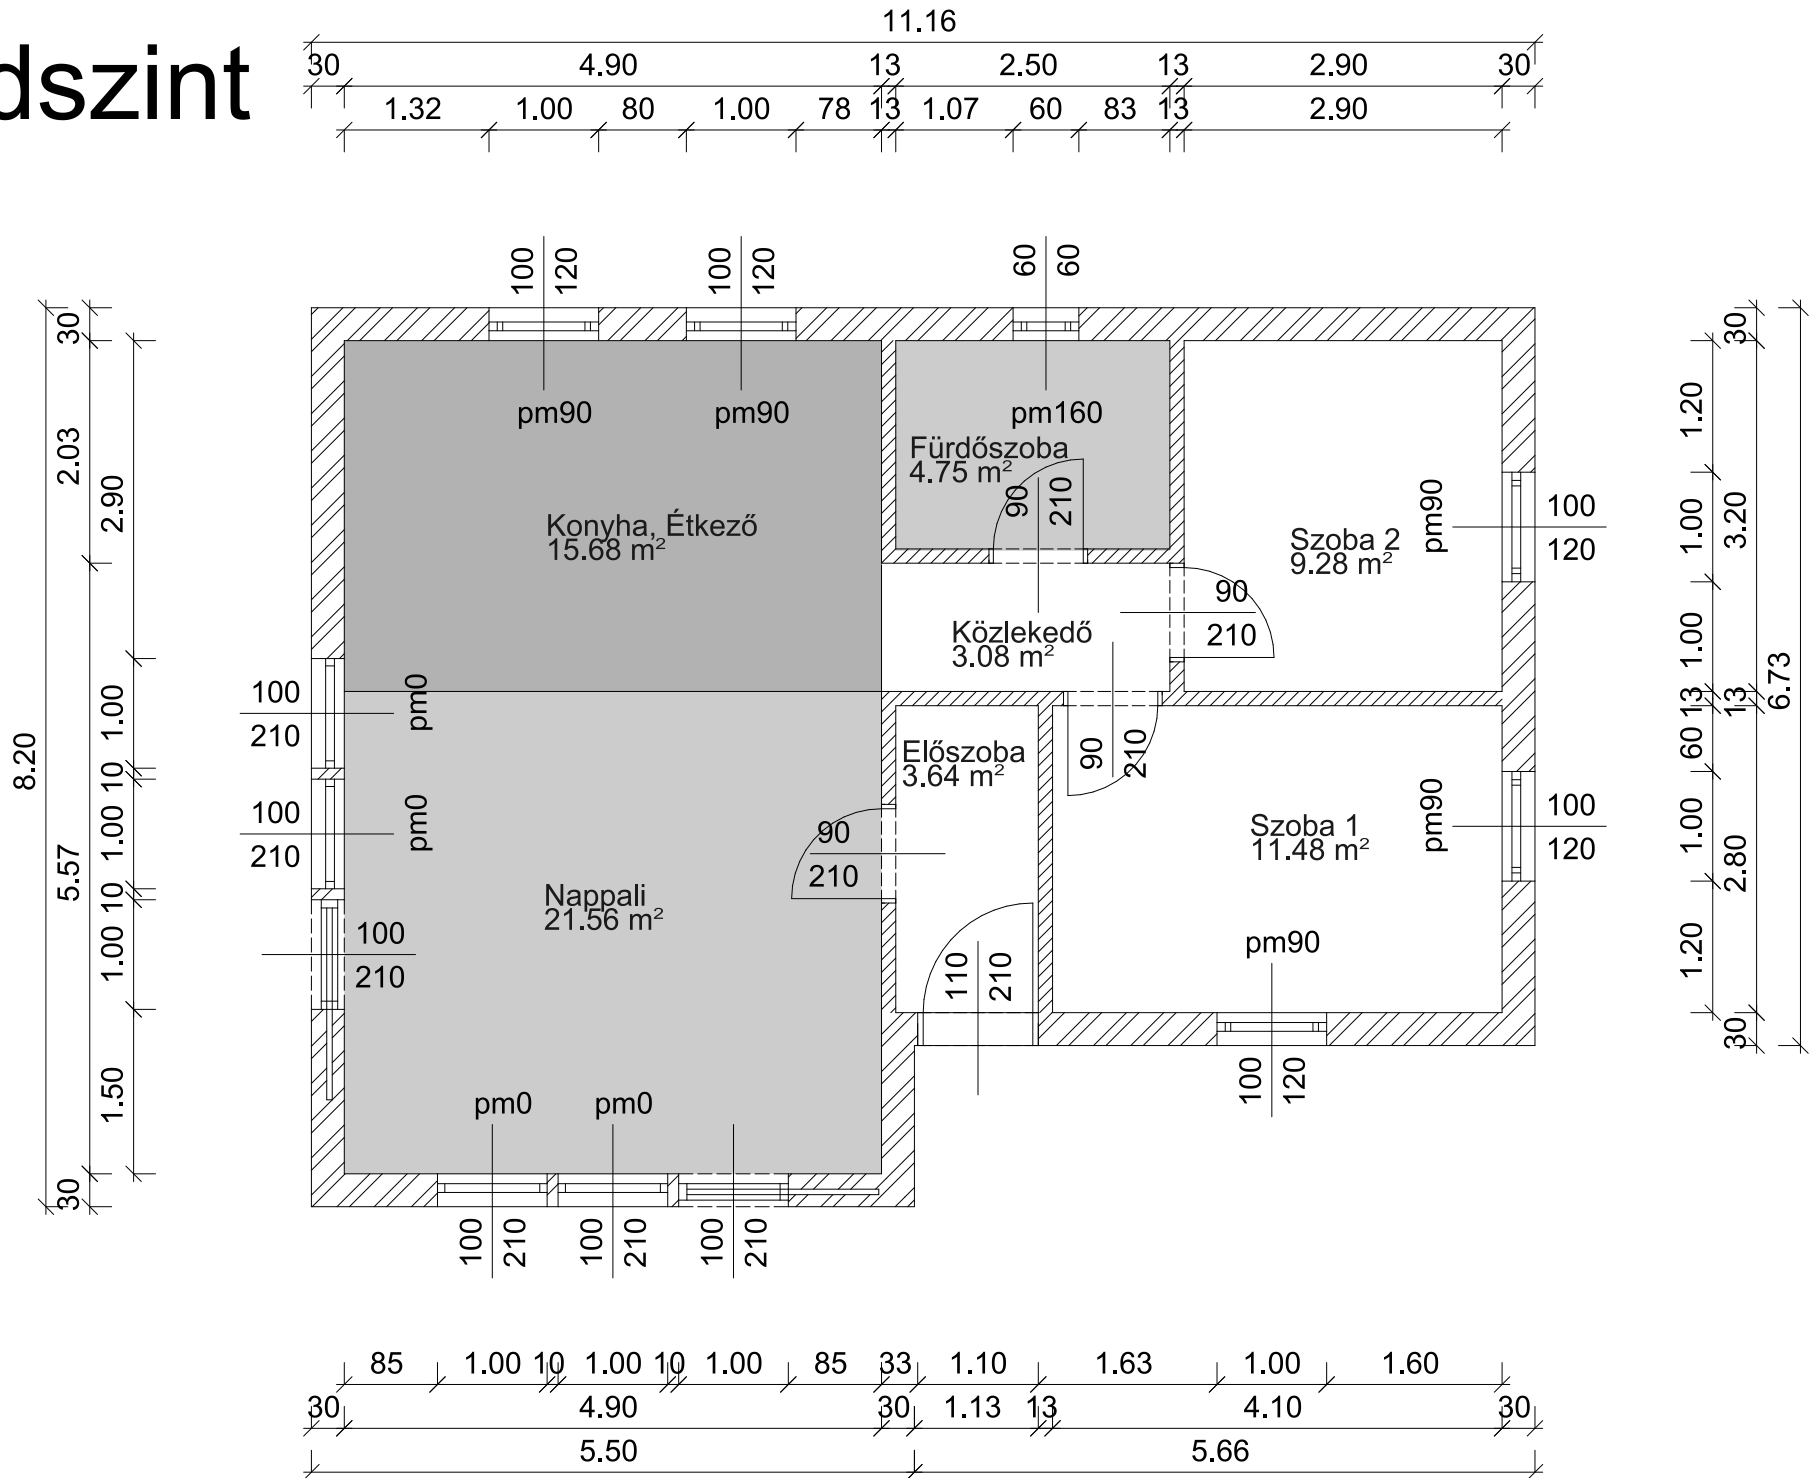 dszint
11.16
30 4.90 13 2.50 13 2.90 30
1.32 1.00 80 1.00 78 13 1.07 60 83 13 2.90
100 120
100 120
60 60
pm90
pm90
pm160
Fürdőszoba
4.75 m²
90 210
Konyha, Étkező
15.68 m²
Szoba 2
9.28 m²
pm90
100
120
90
210
Közlekedő
3.08 m²
100
210
pm0
Előszoba
3.64 m²
90 210
100
210
pm0
90
210
Szoba 1
11.48 m²
pm90
100
120
Nappali
21.56 m²
100
210
110 210
pm90
100 120
pm0
pm0
100 210
100 210
100 210
8.20
30 2.03 5.57 30
2.90 1.00 10 1.00 10 1.00 1.50
1.20 1.00 1.00 13 60 1.00 1.20
30 3.20 13 2.80 30
6.73
85 1.00 10 1.00 10 1.00 85 33 1.10 1.63 1.00 1.60
30 4.90 30 1.13 13 4.10 30
5.50 5.66